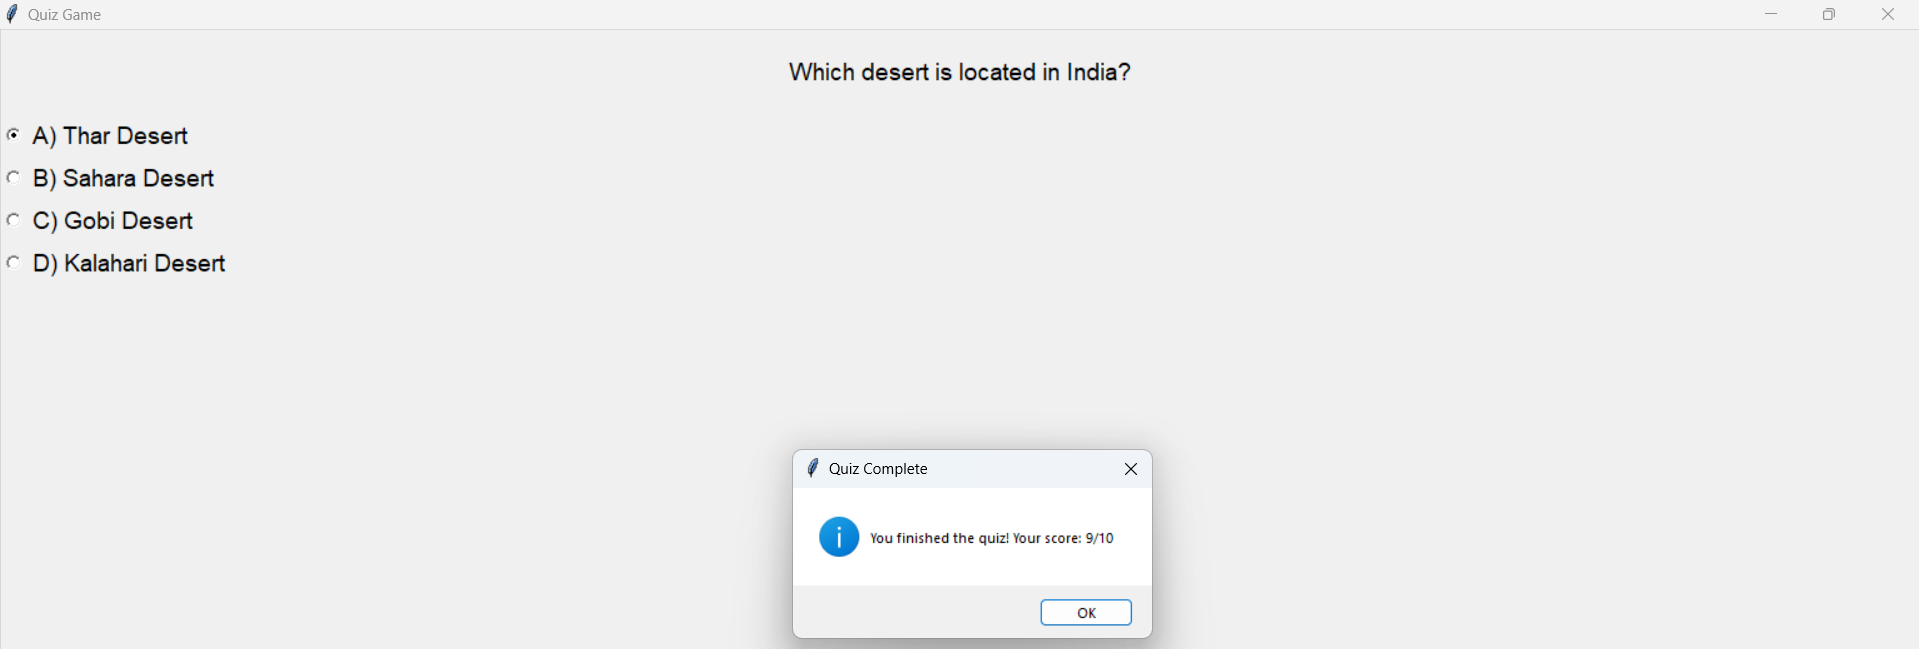 Quiz Game
Which desert is located in India?
A) Thar Desert
B) Sahara Desert
C) Gobi Desert
D) Kalahari Desert
Quiz Complete
You finished the quiz! Your score: 9/10
OK